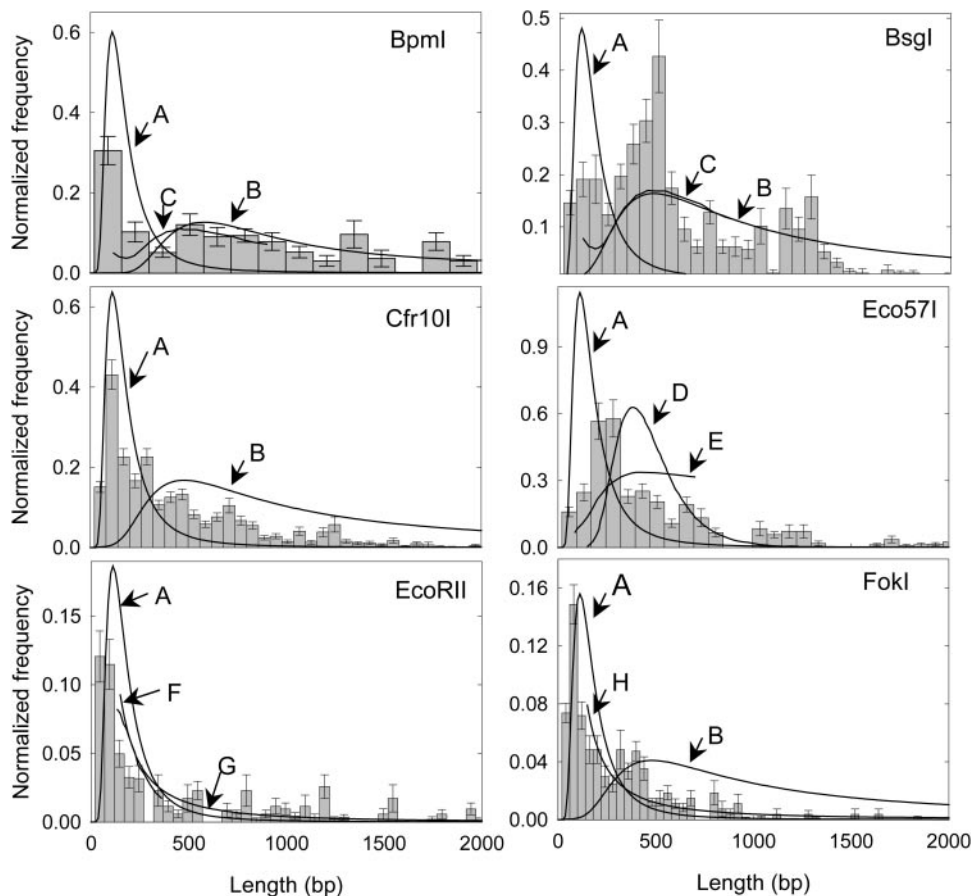 BpmI
Normalized frequency
0.6
0.4
0.2
0.0
A
C
B
BsgI
0.5
0.4
0.3
0.2
0.1
A
C
B
Cfr10I
Normalized frequency
0.6
0.4
0.2
0.0
A
B
Eco57I
0.9
0.6
0.3
0.0
A
D
E
EcoRII
Normalized frequency
0.15
0.10
0.05
0.00
A
F
G
0 500 1000 1500 2000
Length (bp)
FokI
0.16
0.12
0.08
0.04
0.00
A
H
B
0 500 1000 1500 2000
Length (bp)